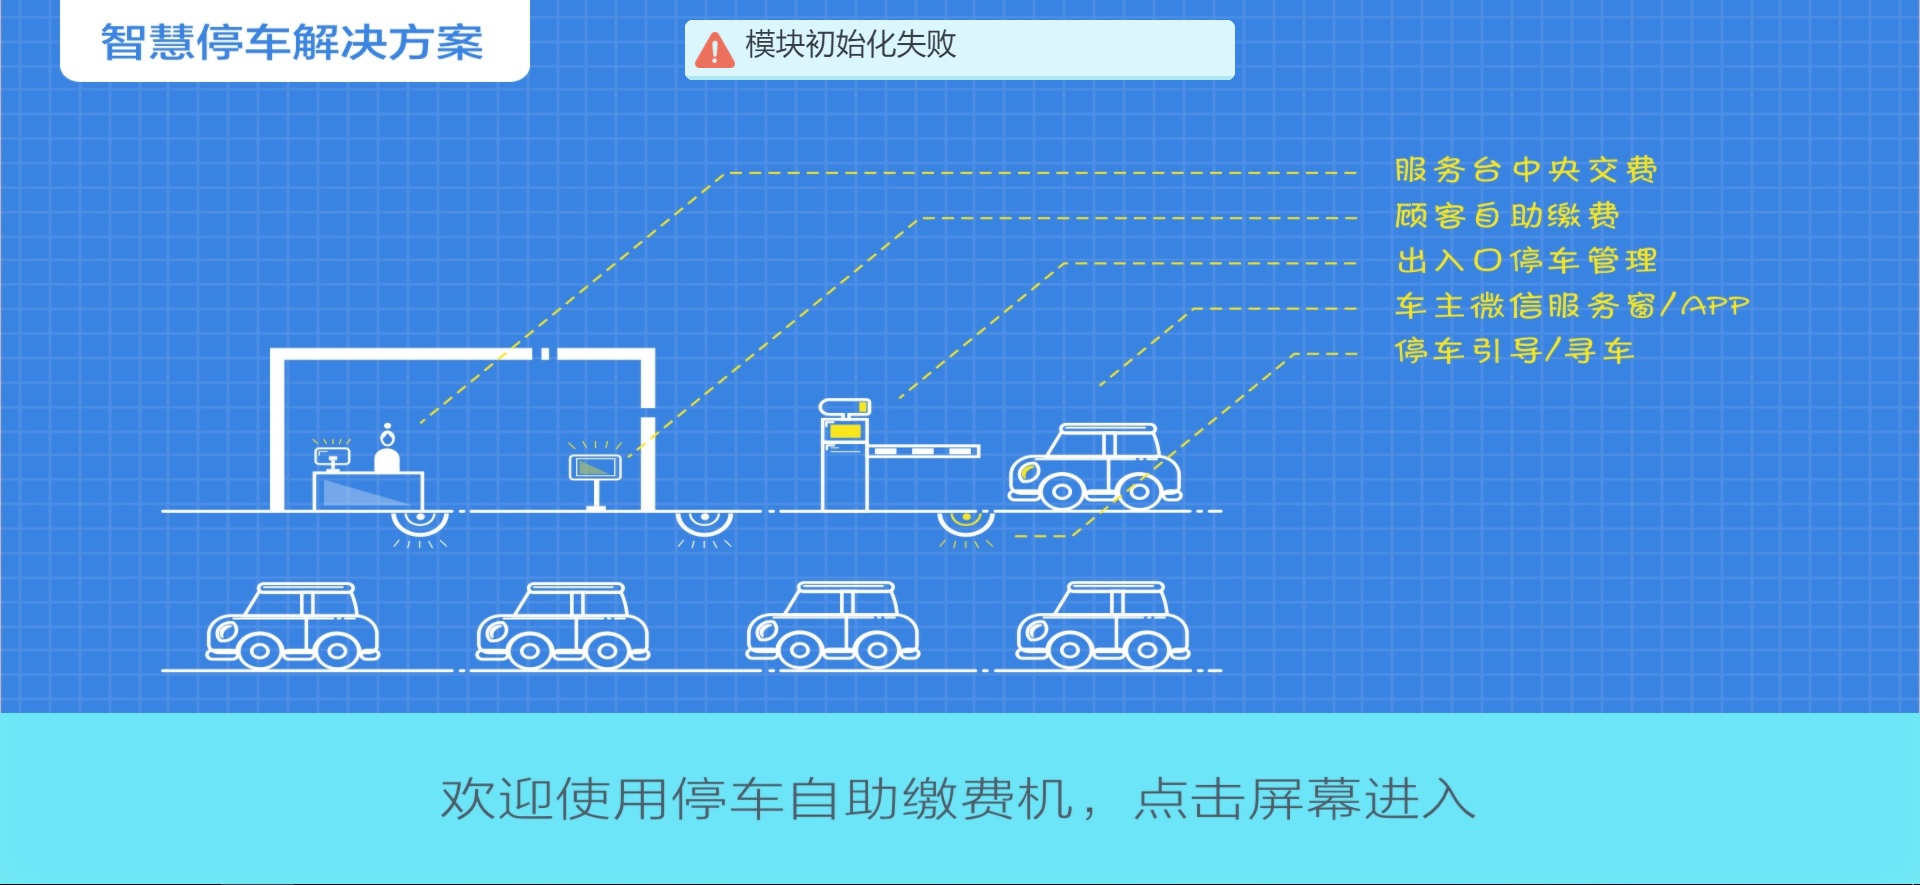 智慧停车解决方案
模块初始化失败
服务台中央交费
顾客自助缴费
出入口停车管理
车主微信服务窗/APP
停车引导/寻车
欢迎使用停车自助缴费机，点击屏幕进入